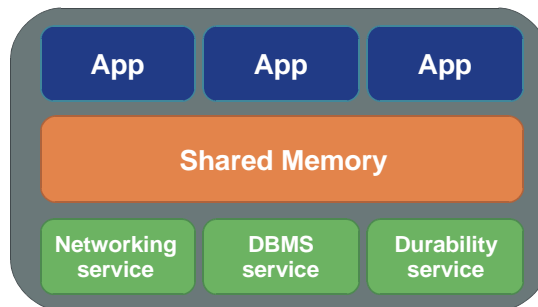 App
App
App
Shared Memory
Networking
service
DBMS
service
Durability
service